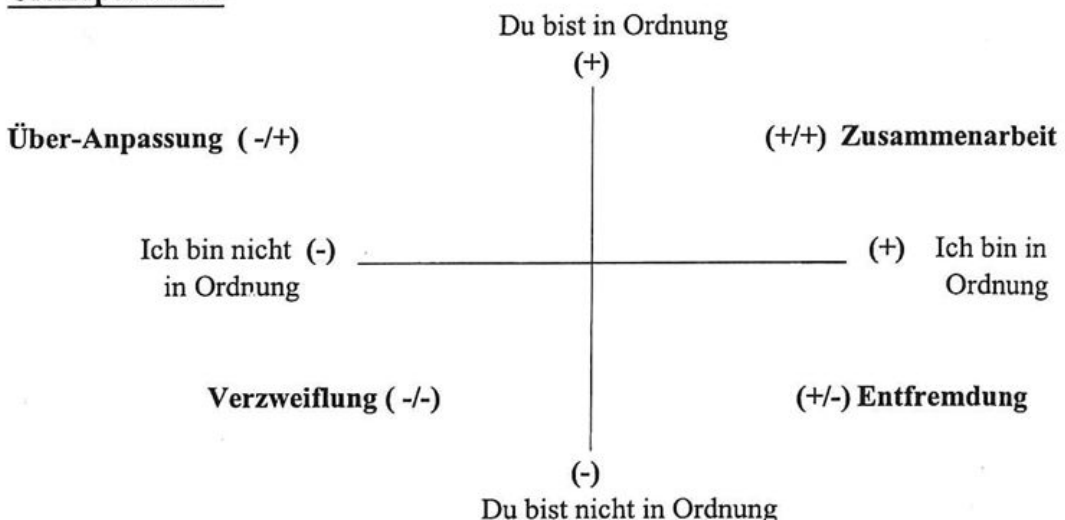 Du bist in Ordnung
(+)
Über-Anpassung ( -/+)
(+/+) Zusammenarbeit
Ich bin nicht (-)
in Ordnung
(+) Ich bin in
Ordnung
Verzweiflung ( -/-)
(+/-) Entfremdung
(-)
Du bist nicht in Ordnung